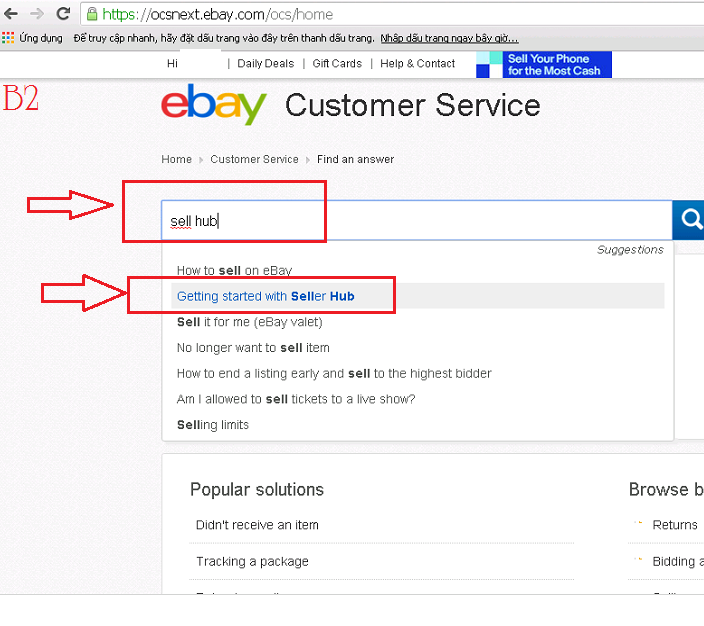 https://ocsnext.ebay.com/ocs/home
Ứng dụng Để truy cập nhanh, hãy đặt dấu trang vào đây trên thanh dấu trang. Nhập dấu trang ngay bây giờ...
Hi | Daily Deals | Gift Cards | Help & Contact
Sell Your Phone
for the Most Cash
B2
ebay Customer Service
Home Customer Service Find an answer
sell hub
Suggestions
How to sell on eBay
Getting started with Seller Hub
Sell it for me (eBay valet)
No longer want to sell item
How to end a listing early and sell to the highest bidder
Am I allowed to sell tickets to a live show?
Selling limits
Popular solutions
Browse b
Didn't receive an item
Returns
Tracking a package
Bidding a